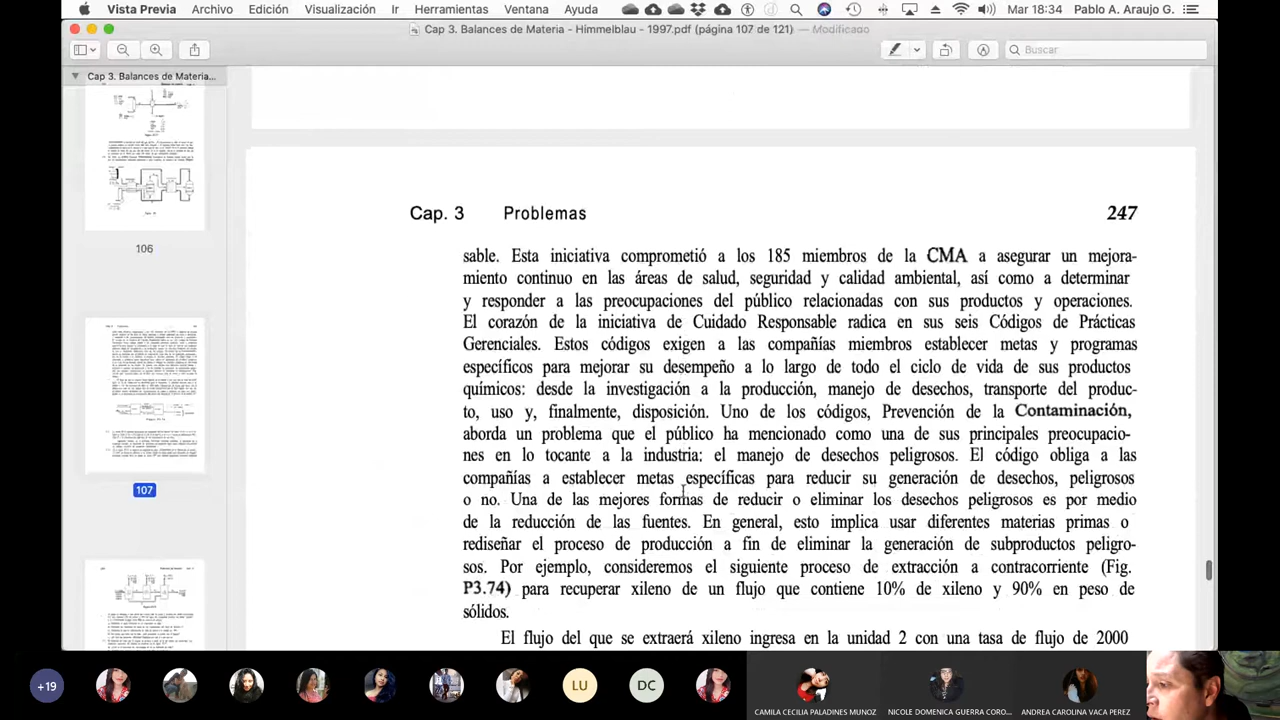 Vista Previa Archivo Edición Visualización Ir Herramientas Ventana Ayuda Mar 18:34 Pablo A. Araujo G.
Cap 3. Balances de Materia - Himmelblau - 1997.pdf (página 107 de 121) — Modificado
Buscar
Cap 3. Balances de Materia...
106
107
Cap. 3 Problemas 247
sable. Esta iniciativa comprometió a los 185 miembros de la CMA a asegurar un mejora-
miento continuo en las áreas de salud, seguridad y calidad ambiental, así como a determinar
y responder a las preocupaciones del público relacionadas con sus productos y operaciones.
El corazón de la iniciativa de Cuidado Responsable radica en sus seis Códigos de Prácticas
Gerenciales. Estos códigos exigen a las compañías miembros establecer metas y programas
específicos para mejorar su desempeño a lo largo de todo el ciclo de vida de sus productos
químicos: desde la investigación a la producción, manejo de desechos, transporte del produc-
to, uso y, finalmente, disposición. Uno de los códigos, Prevención de la Contaminación,
aborda un problema que el público ha mencionado como una de sus principales preocupacio-
nes en lo tocante a la industria: el manejo de desechos peligrosos. El código obliga a las
compañías a establecer metas específicas para reducir su generación de desechos, peligrosos
o no. Una de las mejores formas de reducir o eliminar los desechos peligrosos es por medio
de la reducción de las fuentes. En general, esto implica usar diferentes materias primas o
rediseñar el proceso de producción a fin de eliminar la generación de subproductos peligro-
sos. Por ejemplo, consideremos el siguiente proceso de extracción a contracorriente (Fig.
P3.74) para recuperar xileno de un flujo que contiene 10% de xileno y 90% en peso de
sólidos.
El flujo del que se extraerá xileno ingresa en la unidad 2 con una tasa de flujo de 2000
+19
LU
DC
CAMILA CECILIA PALADINES MUNOZ
NICOLE DOMENICA GUERRA CORO...
ANDREA CAROLINA VACA PEREZ